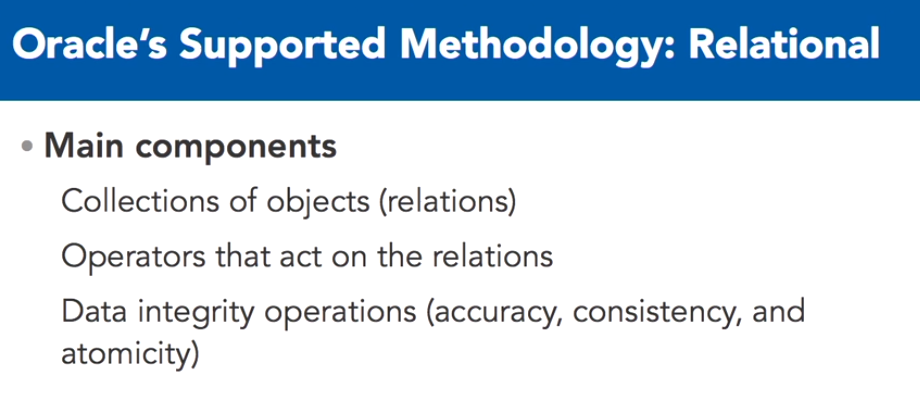 Oracle's Supported Methodology: Relational
• Main components
Collections of objects (relations)
Operators that act on the relations
Data integrity operations (accuracy, consistency, and
atomicity)